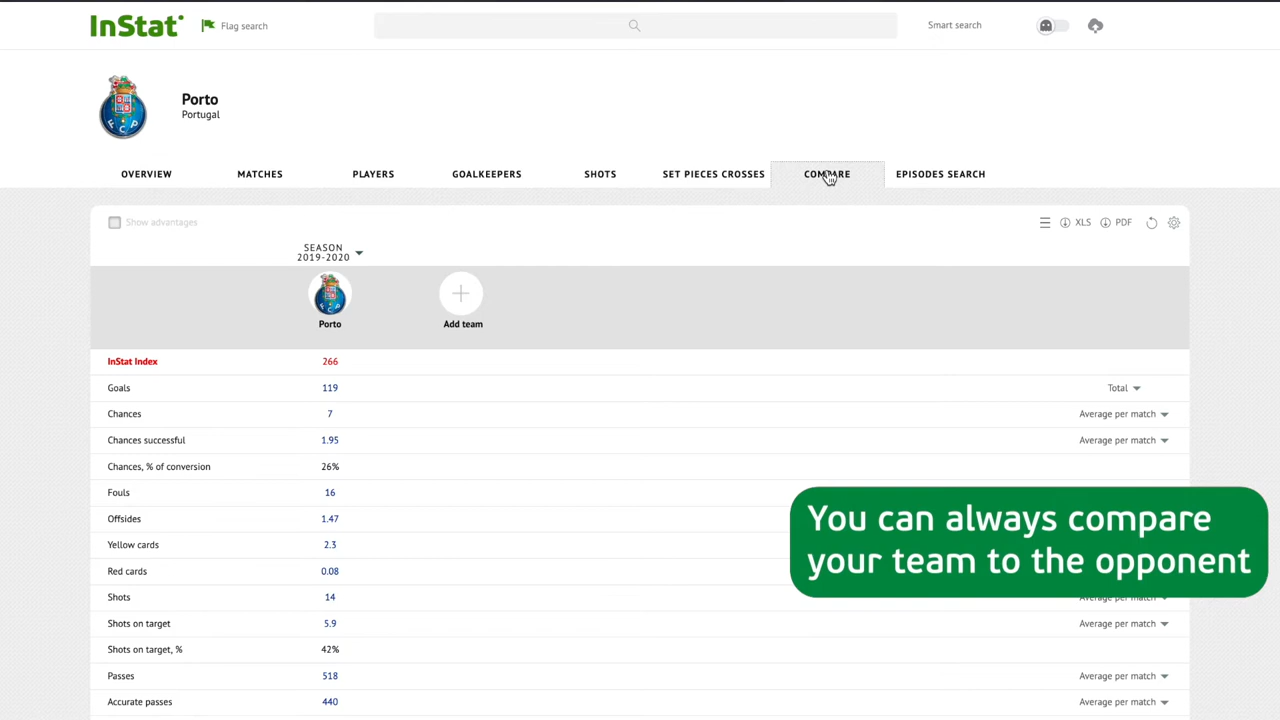 InStat
Flag search
Smart search
FCP
Porto
Portugal
OVERVIEW MATCHES PLAYERS GOALKEEPERS SHOTS SET PIECES CROSSES COMPARE EPISODES SEARCH
Show advantages
XLS PDF
SEASON
2019-2020
FCP
Porto Add team
InStat Index 266
Goals 119 Total
Chances 7 Average per match
Chances successful 1.95 Average per match
Chances, % of conversion 26%
Fouls 16
Offsides 1.47
Yellow cards 2.3
Red cards 0.08
You can always compare
your team to the opponent
Shots 14 Average per match
Shots on target 5.9 Average per match
Shots on target, % 42%
Passes 518 Average per match
Accurate passes 440 Average per match